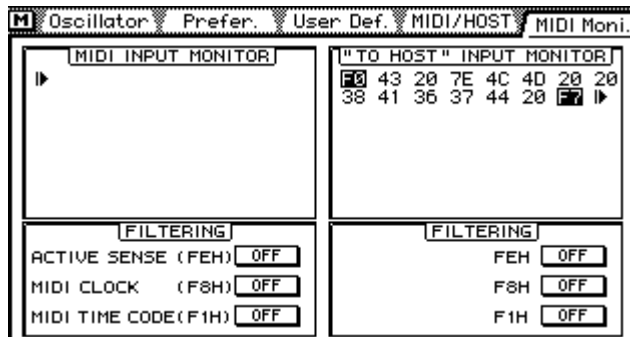 M Oscillator Prefer. User Def. MIDI/HOST MIDI Moni.
MIDI INPUT MONITOR
"TO HOST" INPUT MONITOR
F0 43 20 7E 4C 4D 20 20
38 41 36 37 44 20 F7
FILTERING
ACTIVE SENSE (FEH) OFF
MIDI CLOCK (F8H) OFF
MIDI TIME CODE(F1H) OFF
FILTERING
FEH OFF
F8H OFF
F1H OFF